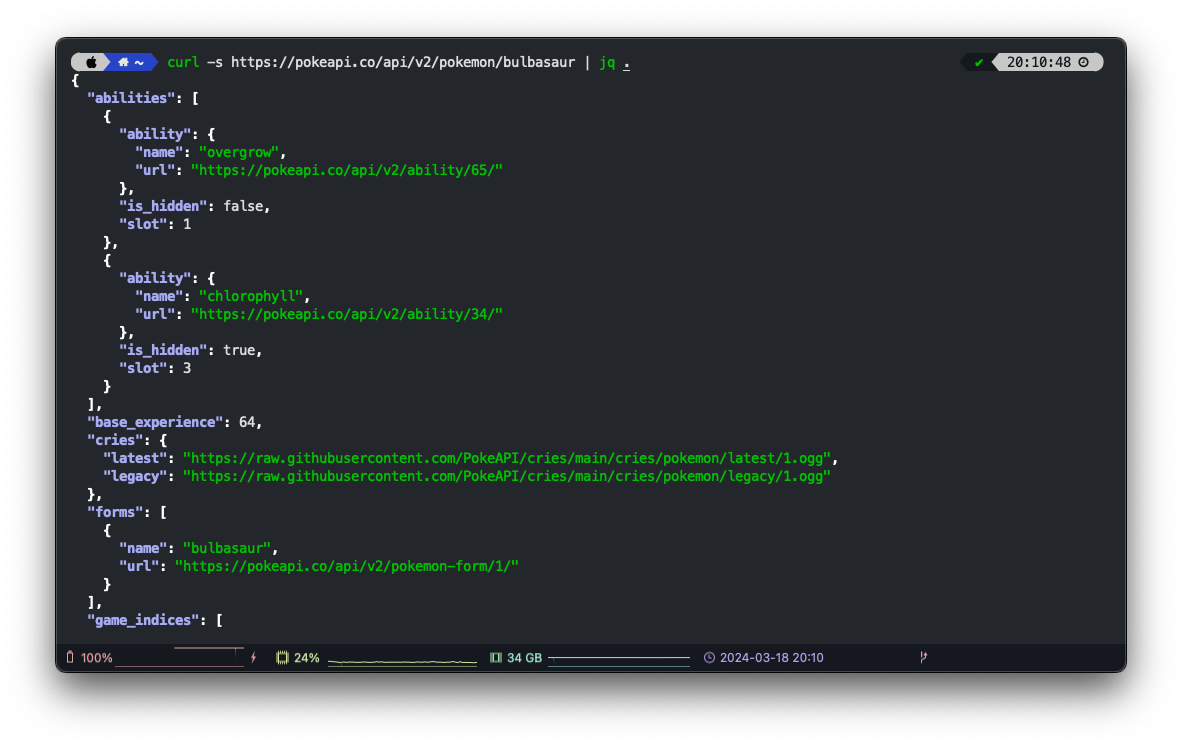 ~ curl -s https://pokeapi.co/api/v2/pokemon/bulbasaur | jq . ✔ 20:10:48
{
  "abilities": [
    {
      "ability": {
        "name": "overgrow",
        "url": "https://pokeapi.co/api/v2/ability/65/"
      },
      "is_hidden": false,
      "slot": 1
    },
    {
      "ability": {
        "name": "chlorophyll",
        "url": "https://pokeapi.co/api/v2/ability/34/"
      },
      "is_hidden": true,
      "slot": 3
    }
  ],
  "base_experience": 64,
  "cries": {
    "latest": "https://raw.githubusercontent.com/PokeAPI/cries/main/cries/pokemon/latest/1.ogg",
    "legacy": "https://raw.githubusercontent.com/PokeAPI/cries/main/cries/pokemon/legacy/1.ogg"
  },
  "forms": [
    {
      "name": "bulbasaur",
      "url": "https://pokeapi.co/api/v2/pokemon-form/1/"
    }
  ],
  "game_indices": [
100% 24% 34 GB 2024-03-18 20:10